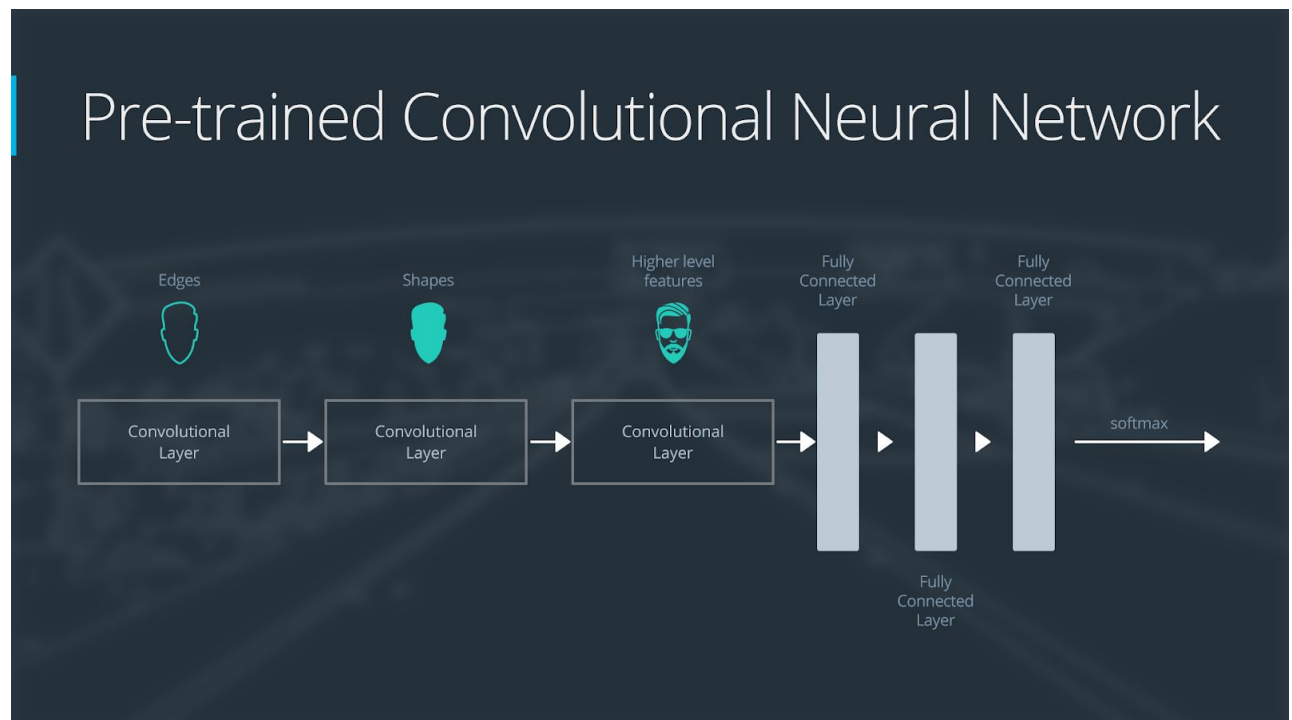 Pre-trained Convolutional Neural Network
Edges
Shapes
Higher level
features
Fully
Connected
Layer
Fully
Connected
Layer
Convolutional
Layer
Convolutional
Layer
Convolutional
Layer
softmax
Fully
Connected
Layer